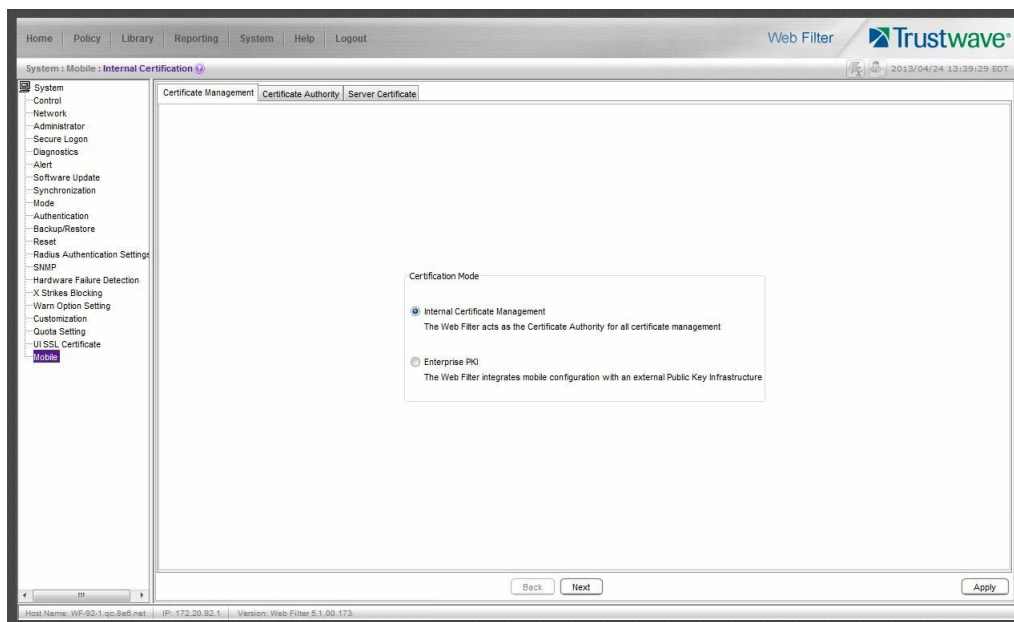 Home Policy Library Reporting System Help Logout
Web Filter
Trustwave®
System : Mobile : Internal Certification
2013/04/24 13:39:29 EDT
System
Control
Network
Administrator
Secure Logon
Diagnostics
Alert
Software Update
Synchronization
Mode
Authentication
Backup/Restore
Reset
Radius Authentication Settings
SNMP
Hardware Failure Detection
X Strikes Blocking
Warn Option Setting
Customization
Quota Setting
UI SSL Certificate
Mobile
Certificate Management Certificate Authority Server Certificate
Certification Mode
Internal Certificate Management
The Web Filter acts as the Certificate Authority for all certificate management
Enterprise PKI
The Web Filter integrates mobile configuration with an external Public Key Infrastructure
Back Next Apply
Host Name: WF-92-1.qc.8e6.net IP: 172.20.92.1 Version: Web Filter 5.1.00.173